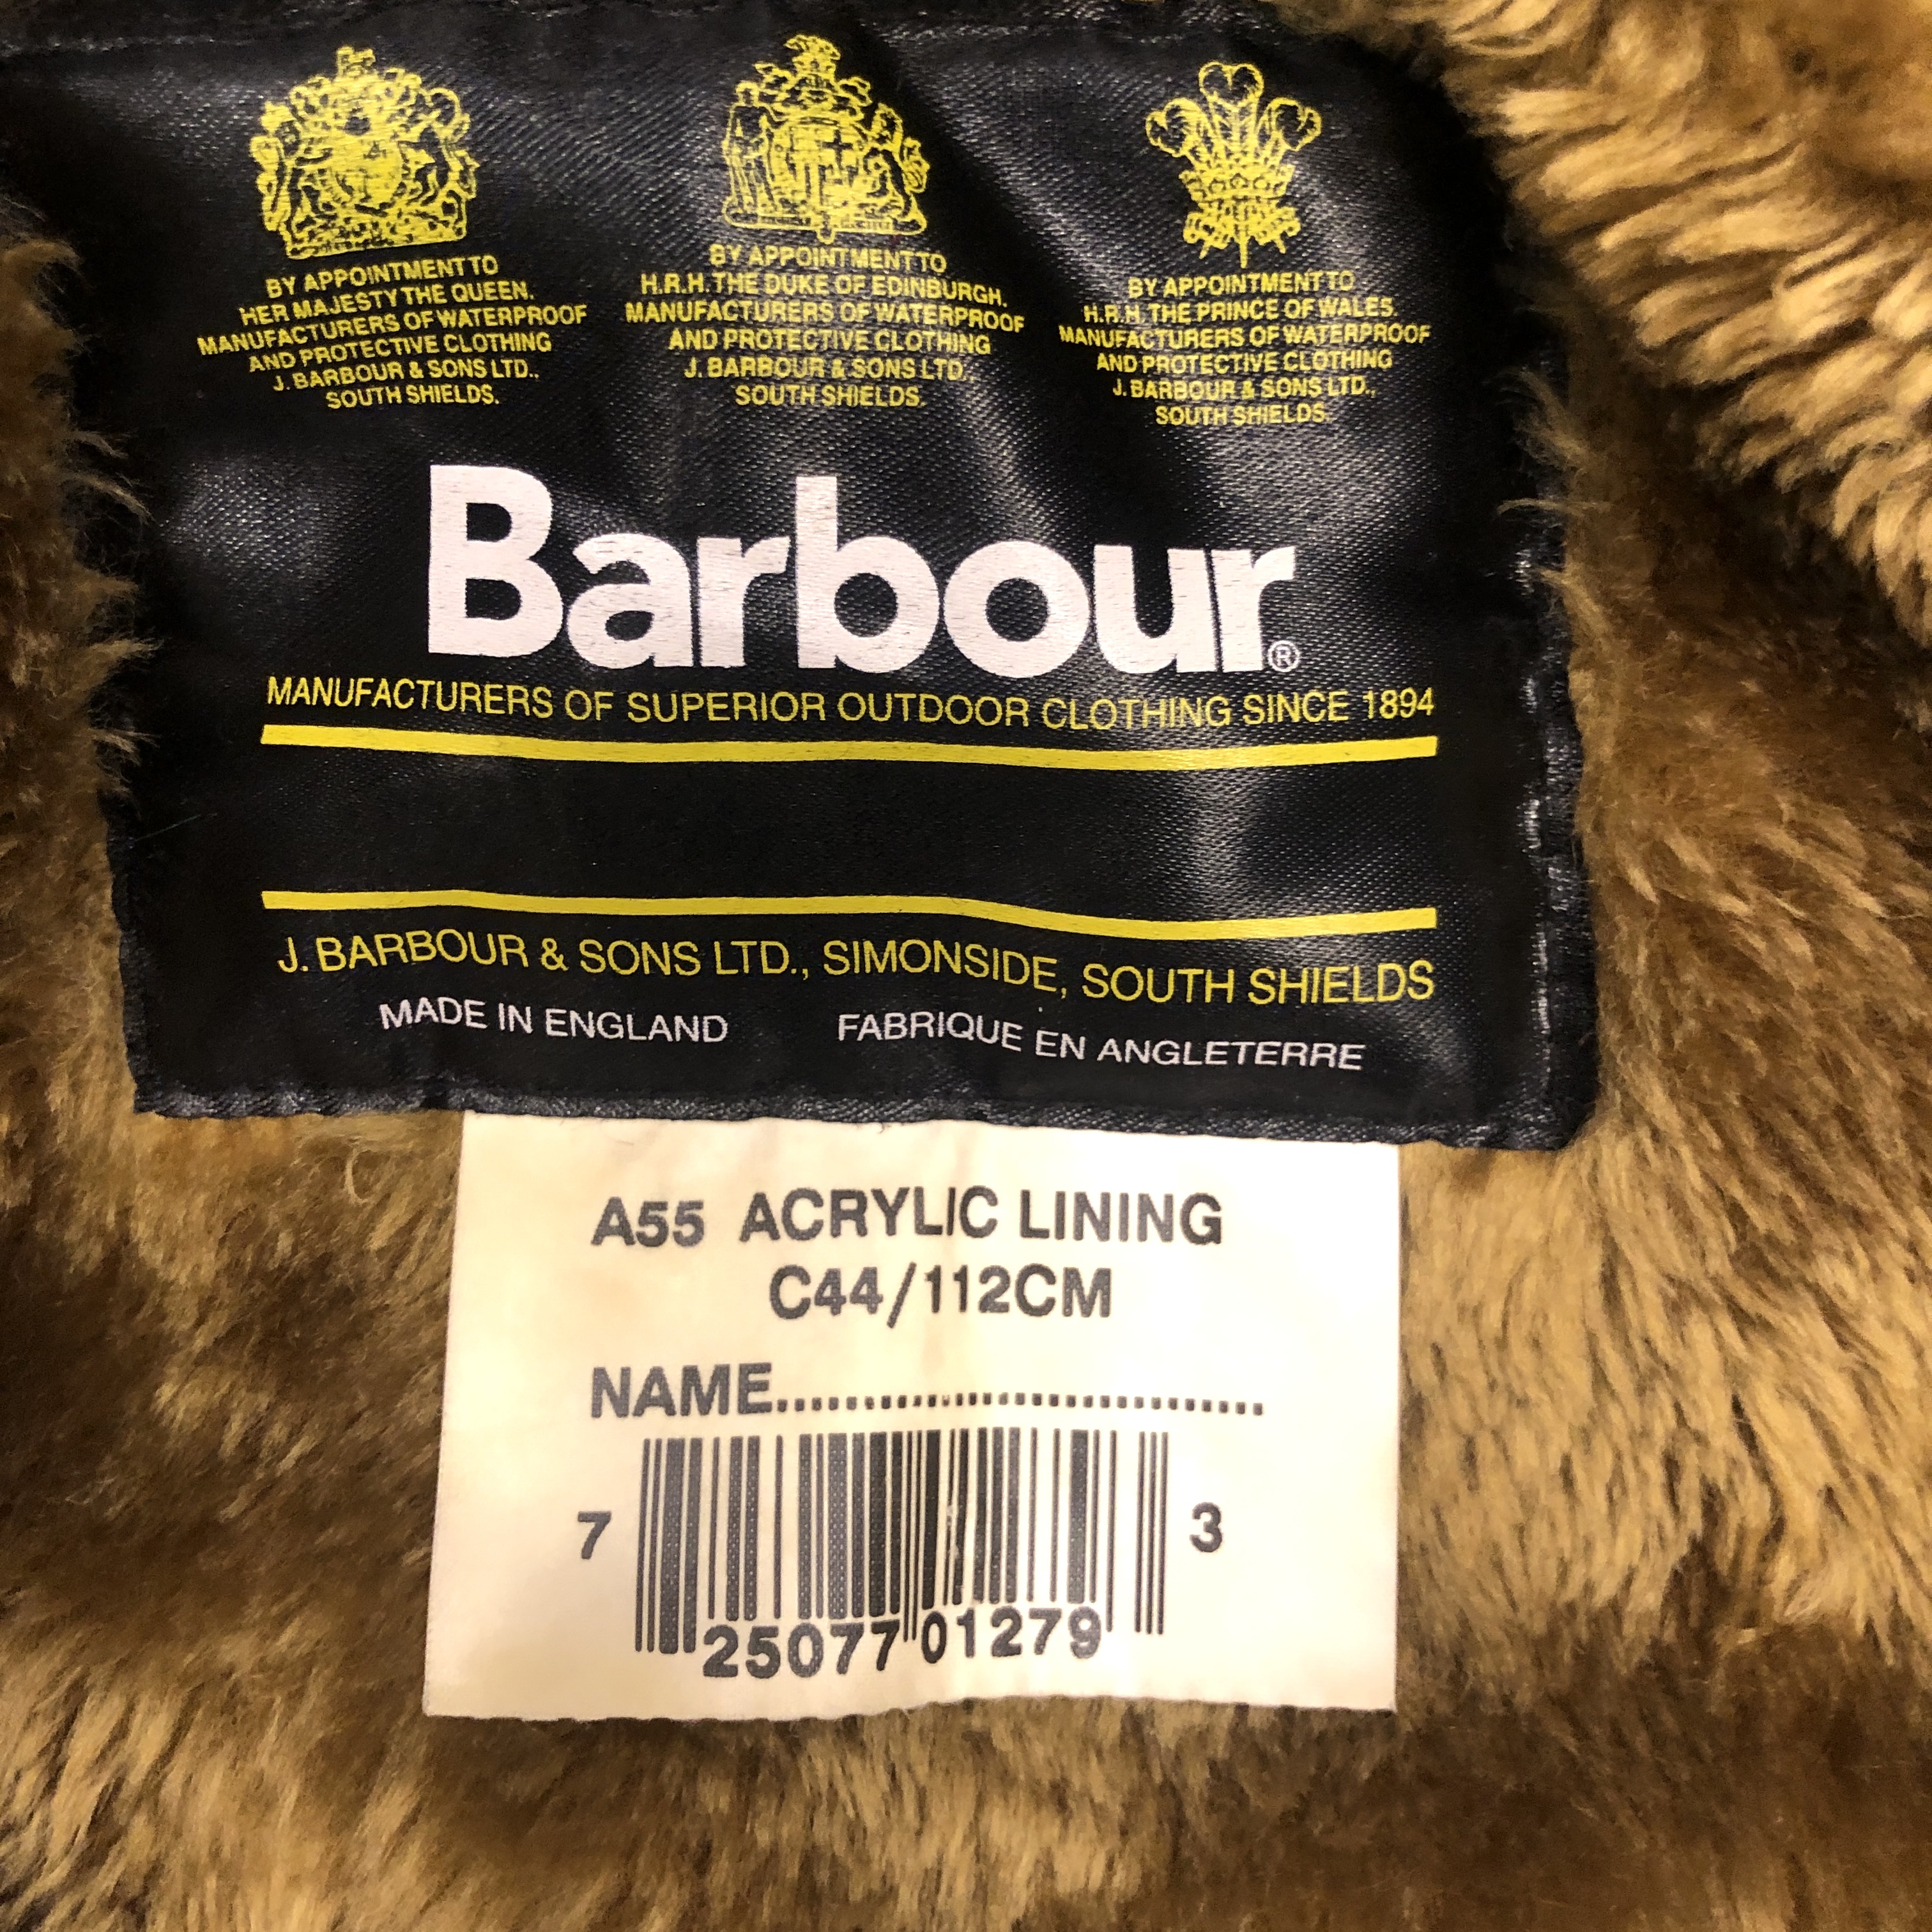 BY APPOINTMENT TO
HER MAJESTY THE QUEEN.
MANUFACTURERS OF WATERPROOF
AND PROTECTIVE CLOTHING
J. BARBOUR & SONS LTD.,
SOUTH SHIELDS.
BY APPOINTMENT TO
H.R.H. THE DUKE OF EDINBURGH.
MANUFACTURERS OF WATERPROOF
AND PROTECTIVE CLOTHING
J. BARBOUR & SONS LTD.,
SOUTH SHIELDS.
BY APPOINTMENT TO
H.R.H. THE PRINCE OF WALES.
MANUFACTURERS OF WATERPROOF
AND PROTECTIVE CLOTHING
J. BARBOUR & SONS LTD.,
SOUTH SHIELDS.
Barbour®
MANUFACTURERS OF SUPERIOR OUTDOOR CLOTHING SINCE 1894
J. BARBOUR & SONS LTD., SIMONSIDE, SOUTH SHIELDS
MADE IN ENGLAND FABRIQUE EN ANGLETERRE
A55 ACRYLIC LINING
C44/112CM
NAME..................................
7 25077 01279 3